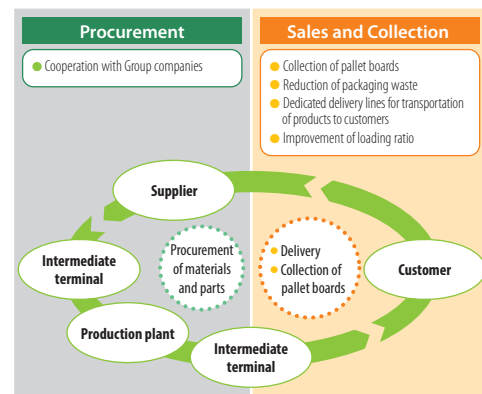 Procurement
Cooperation with Group companies
Sales and Collection
Collection of pallet boards
Reduction of packaging waste
Dedicated delivery lines for transportation
of products to customers
Improvement of loading ratio
Supplier
Intermediate
terminal
Procurement
of materials
and parts
Delivery
Collection of
pallet boards
Customer
Production plant
Intermediate
terminal